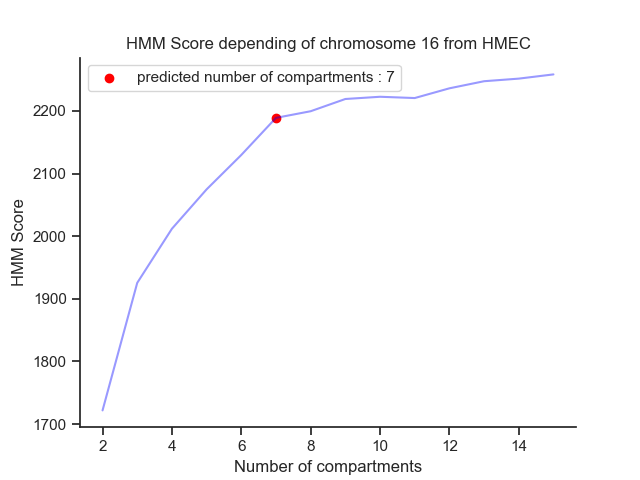 HMM Score depending of chromosome 16 from HMEC
predicted number of compartments : 7
HMM Score
2200
2100
2000
1900
1800
1700
2 4 6 8 10 12 14
Number of compartments